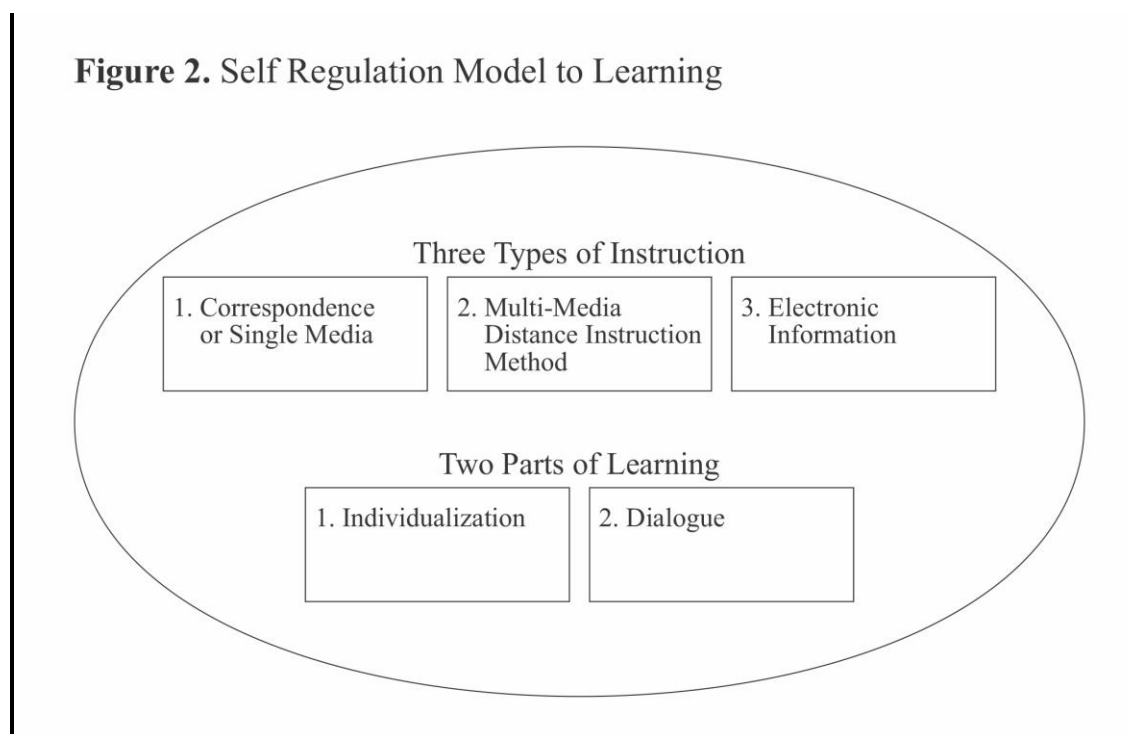 Figure 2. Self Regulation Model to Learning
Three Types of Instruction
1. Correspondence
or Single Media
2. Multi-Media
Distance Instruction
Method
3. Electronic
Information
Two Parts of Learning
1. Individualization
2. Dialogue